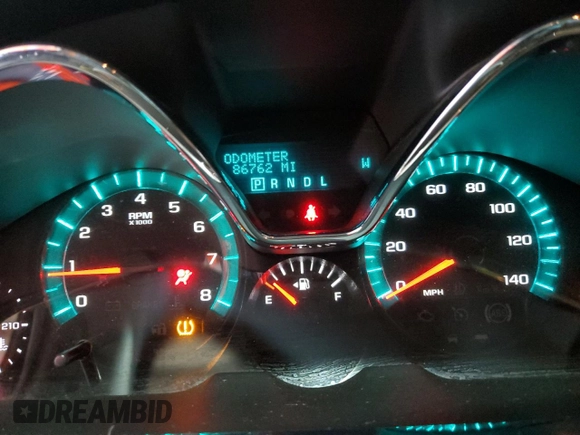 ODOMETER
86762 MI
W
P R N D L
0 1 2 3 4 5 6 7 8
RPM
X1000
E F
0 20 40 60 80 100 120 140
MPH
210
DREAMBID